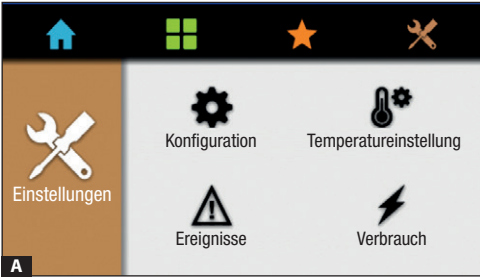 Konfiguration
Temperatureinstellung
Einstellungen
Ereignisse
Verbrauch
A